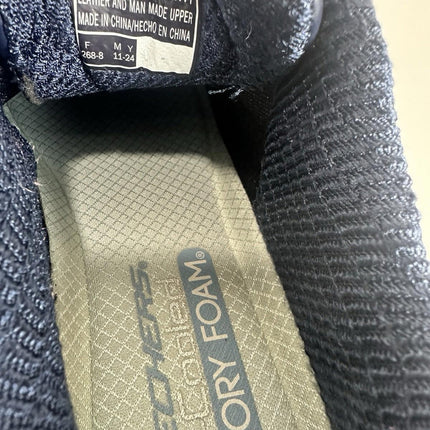 LEATHER AND MAN MADE UPPER
MADE IN CHINA/HECHO EN CHINA
F M Y
268-8 11-24
SKECHERS®
Cooled
MEMORY FOAM®